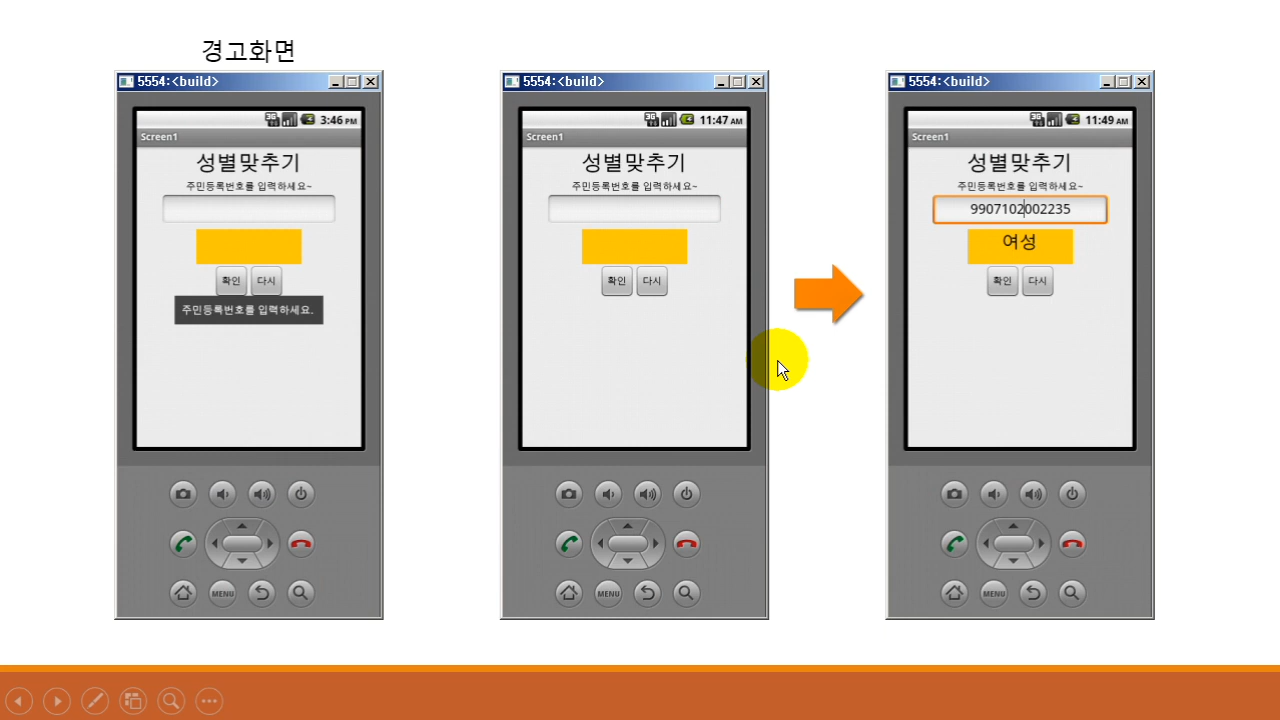 경고화면
5554:<build>
3G 3:46 PM
Screen1
성별맞추기
주민등록번호를 입력하세요~
확인 다시
주민등록번호를 입력하세요.
MENU
5554:<build>
3G 11:47 AM
Screen1
성별맞추기
주민등록번호를 입력하세요~
확인 다시
MENU
5554:<build>
3G 11:49 AM
Screen1
성별맞추기
주민등록번호를 입력하세요~
9907102002235
여성
확인 다시
MENU